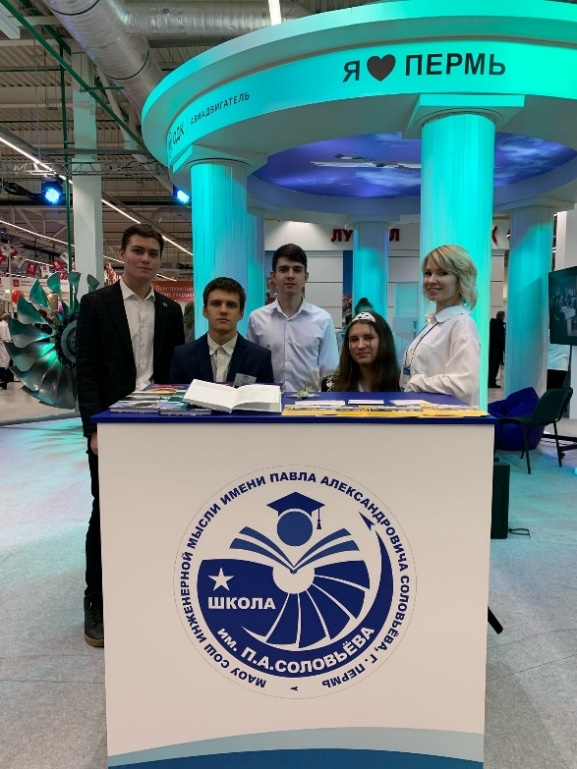 Я ♥ ПЕРМЬ
ОДК АВИАДВИГАТЕЛЬ
МАОУ СОШ ИНЖЕНЕРНОЙ МЫСЛИ ИМЕНИ ПАВЛА АЛЕКСАНДРОВИЧА СОЛОВЬЁВА, Г. ПЕРМЬ
ШКОЛА
им. П.А.СОЛОВЬЁВА